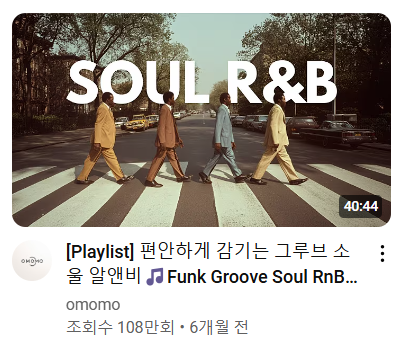 SOUL R&B
40:44
[Playlist] 편안하게 감기는 그루브 소
울 알앤비🎵Funk Groove Soul RnB...
OMOMO
omomo
조회수 108만회 • 6개월 전